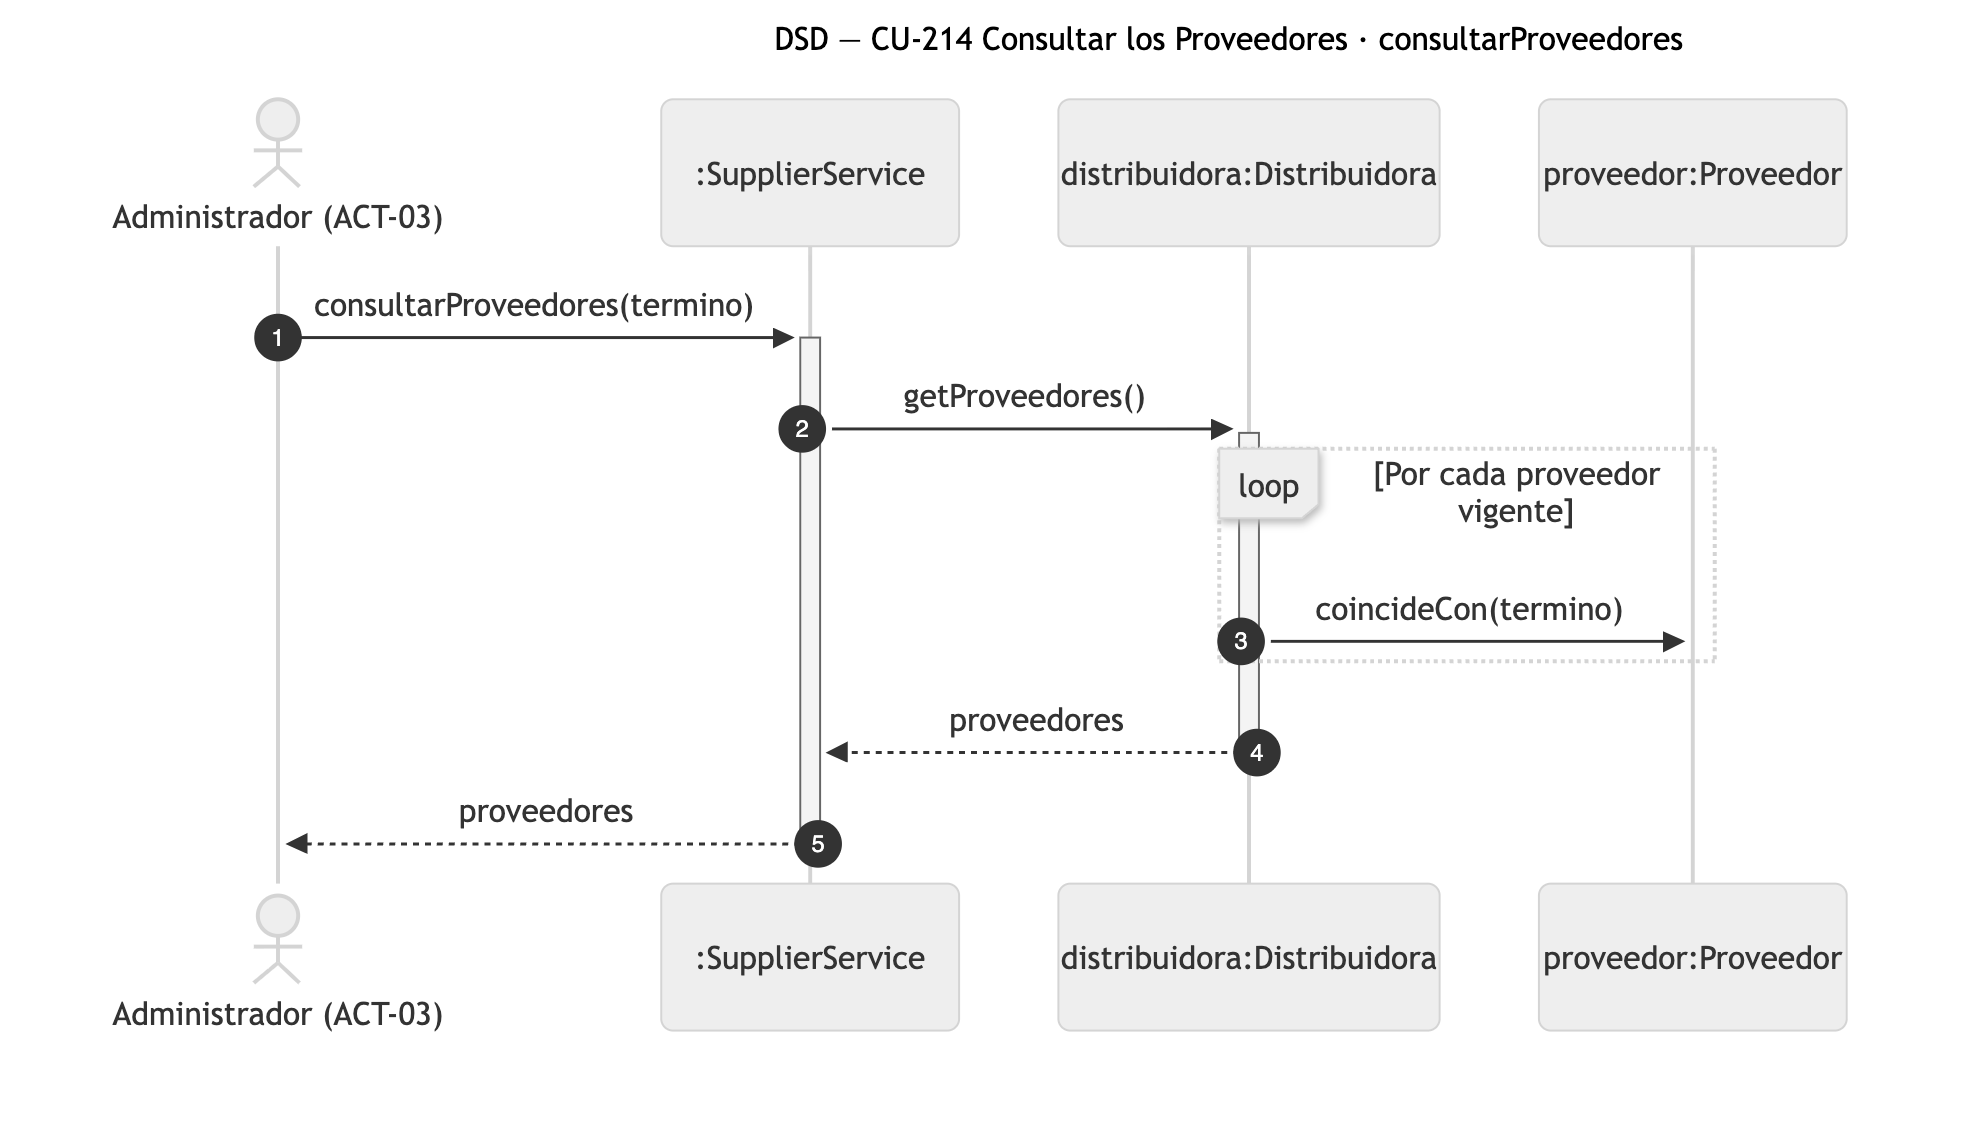 DSD — CU-214 Consultar los Proveedores · consultarProveedores
Administrador (ACT-03)
:SupplierService
distribuidora:Distribuidora
proveedor:Proveedor
consultarProveedores(termino)
1
getProveedores()
2
loop
[Por cada proveedor
vigente]
coincideCon(termino)
3
proveedores
4
proveedores
5
Administrador (ACT-03)
:SupplierService
distribuidora:Distribuidora
proveedor:Proveedor